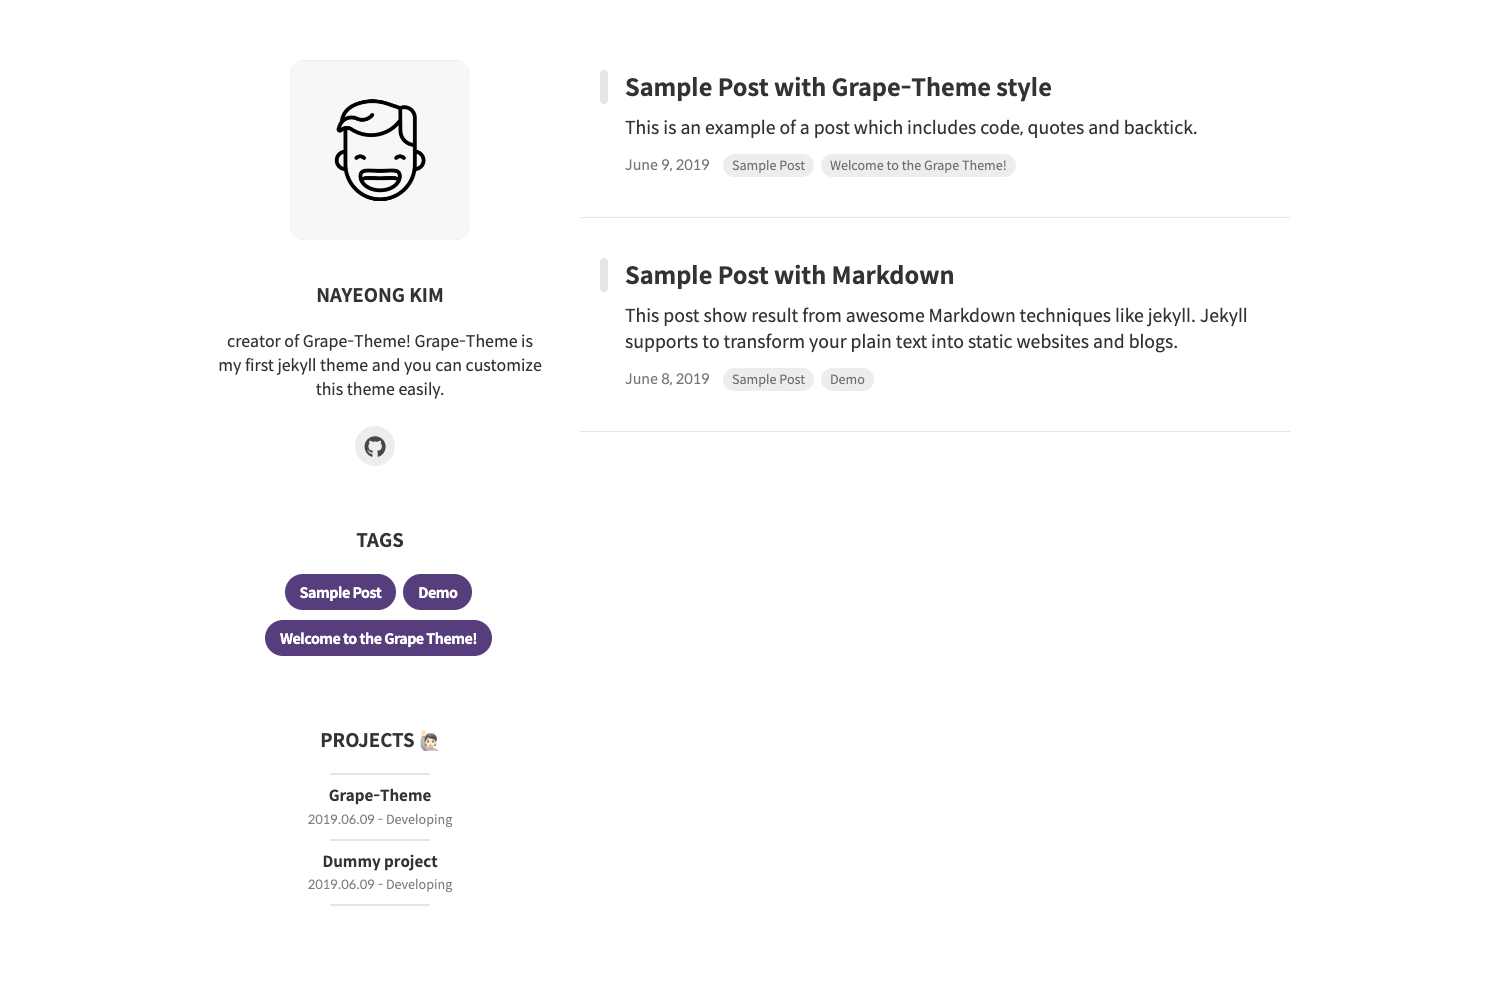 NAYEONG KIM
creator of Grape-Theme! Grape-Theme is
my first jekyll theme and you can customize
this theme easily.
TAGS
Sample Post
Demo
Welcome to the Grape Theme!
PROJECTS 🙋🏻
Grape-Theme
2019.06.09 - Developing
Dummy project
2019.06.09 - Developing
Sample Post with Grape-Theme style
This is an example of a post which includes code, quotes and backtick.
June 9, 2019 Sample Post Welcome to the Grape Theme!
Sample Post with Markdown
This post show result from awesome Markdown techniques like jekyll. Jekyll
supports to transform your plain text into static websites and blogs.
June 8, 2019 Sample Post Demo